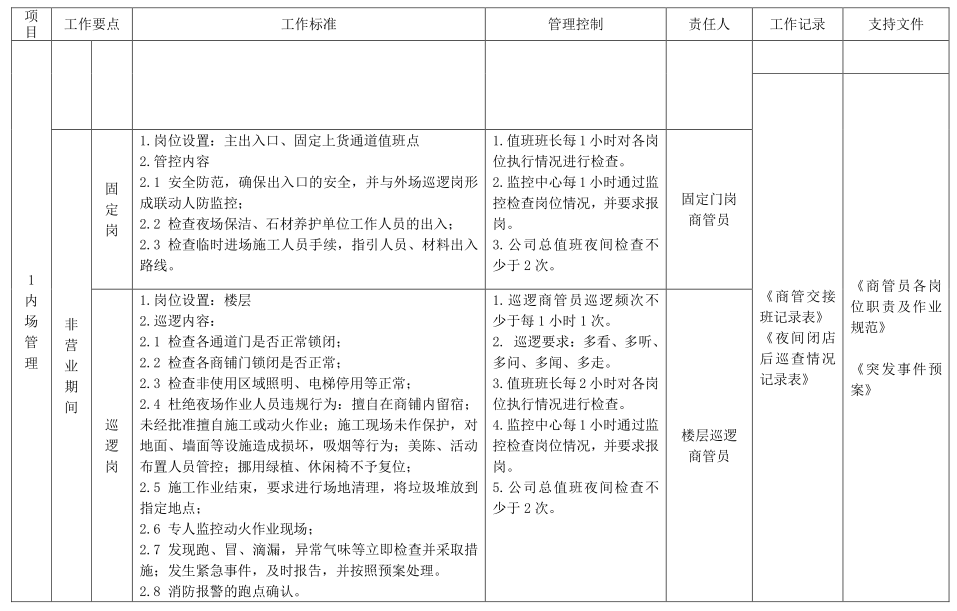 项
目
工作要点
工作标准
管理控制
责任人
工作记录
支持文件
1
内
场
管
理
非
营
业
期
间
固
定
岗
1.岗位设置：主出入口、固定上货通道值班点
2.管控内容
2.1 安全防范，确保出入口的安全，并与外场巡逻岗形
成联动人防监控；
2.2 检查夜场保洁、石材养护单位工作人员的出入；
2.3 检查临时进场施工人员手续，指引人员、材料出入
路线。
1.值班班长每1小时对各岗
位执行情况进行检查。
2.监控中心每1小时通过监
控检查岗位情况，并要求报
岗。
3.公司总值班夜间检查不
少于2次。
固定门岗
商管员
巡
逻
岗
1.岗位设置：楼层
2.巡逻内容：
2.1 检查各通道门是否正常锁闭；
2.2 检查各商铺门锁闭是否正常；
2.3 检查非使用区域照明、电梯停用等正常；
2.4 杜绝夜场作业人员违规行为：擅自在商铺内留宿；
未经批准擅自施工或动火作业；施工现场未作保护，对
地面、墙面等设施造成损坏，吸烟等行为；美陈、活动
布置人员管控；挪用绿植、休闲椅不予复位；
2.5 施工作业结束，要求进行场地清理，将垃圾堆放到
指定地点；
2.6 专人监控动火作业现场；
2.7 发现跑、冒、滴漏，异常气味等立即检查并采取措
施；发生紧急事件，及时报告，并按照预案处理。
2.8 消防报警的跑点确认。
1.巡逻商管员巡逻频次不
少于每1小时1次。
2. 巡逻要求：多看、多听、
多问、多闻、多走。
3.值班班长每2小时对各岗
位执行情况进行检查。
4.监控中心每1小时通过监
控检查岗位情况，并要求报
岗。
5.公司总值班夜间检查不
少于2次。
楼层巡逻
商管员
《商管交接
班记录表》
《夜间闭店
后巡查情况
记录表》
《商管员各岗
位职责及作业
规范》
《突发事件预
案》